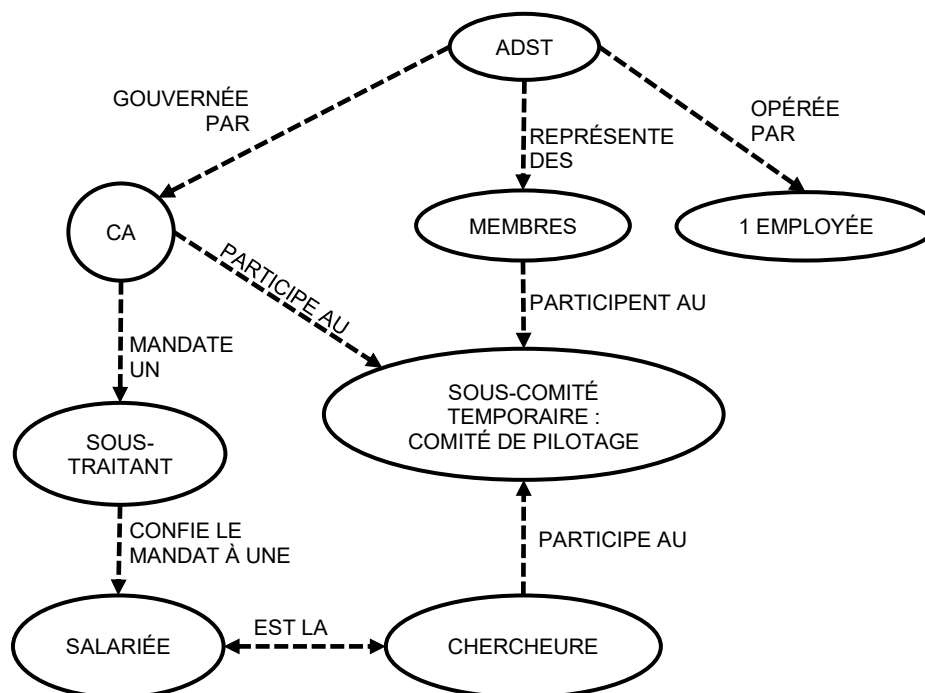 ADST
GOUVERNÉE
PAR
OPÉRÉE
PAR
REPRÉSENTE
DES
CA
MEMBRES
1 EMPLOYÉE
PARTICIPE AU
PARTICIPENT AU
MANDATE
UN
SOUS-COMITÉ
TEMPORAIRE :
COMITÉ DE PILOTAGE
SOUS-
TRAITANT
CONFIE LE
MANDAT À UNE
PARTICIPE AU
SALARIÉE
EST LA
CHERCHEURE